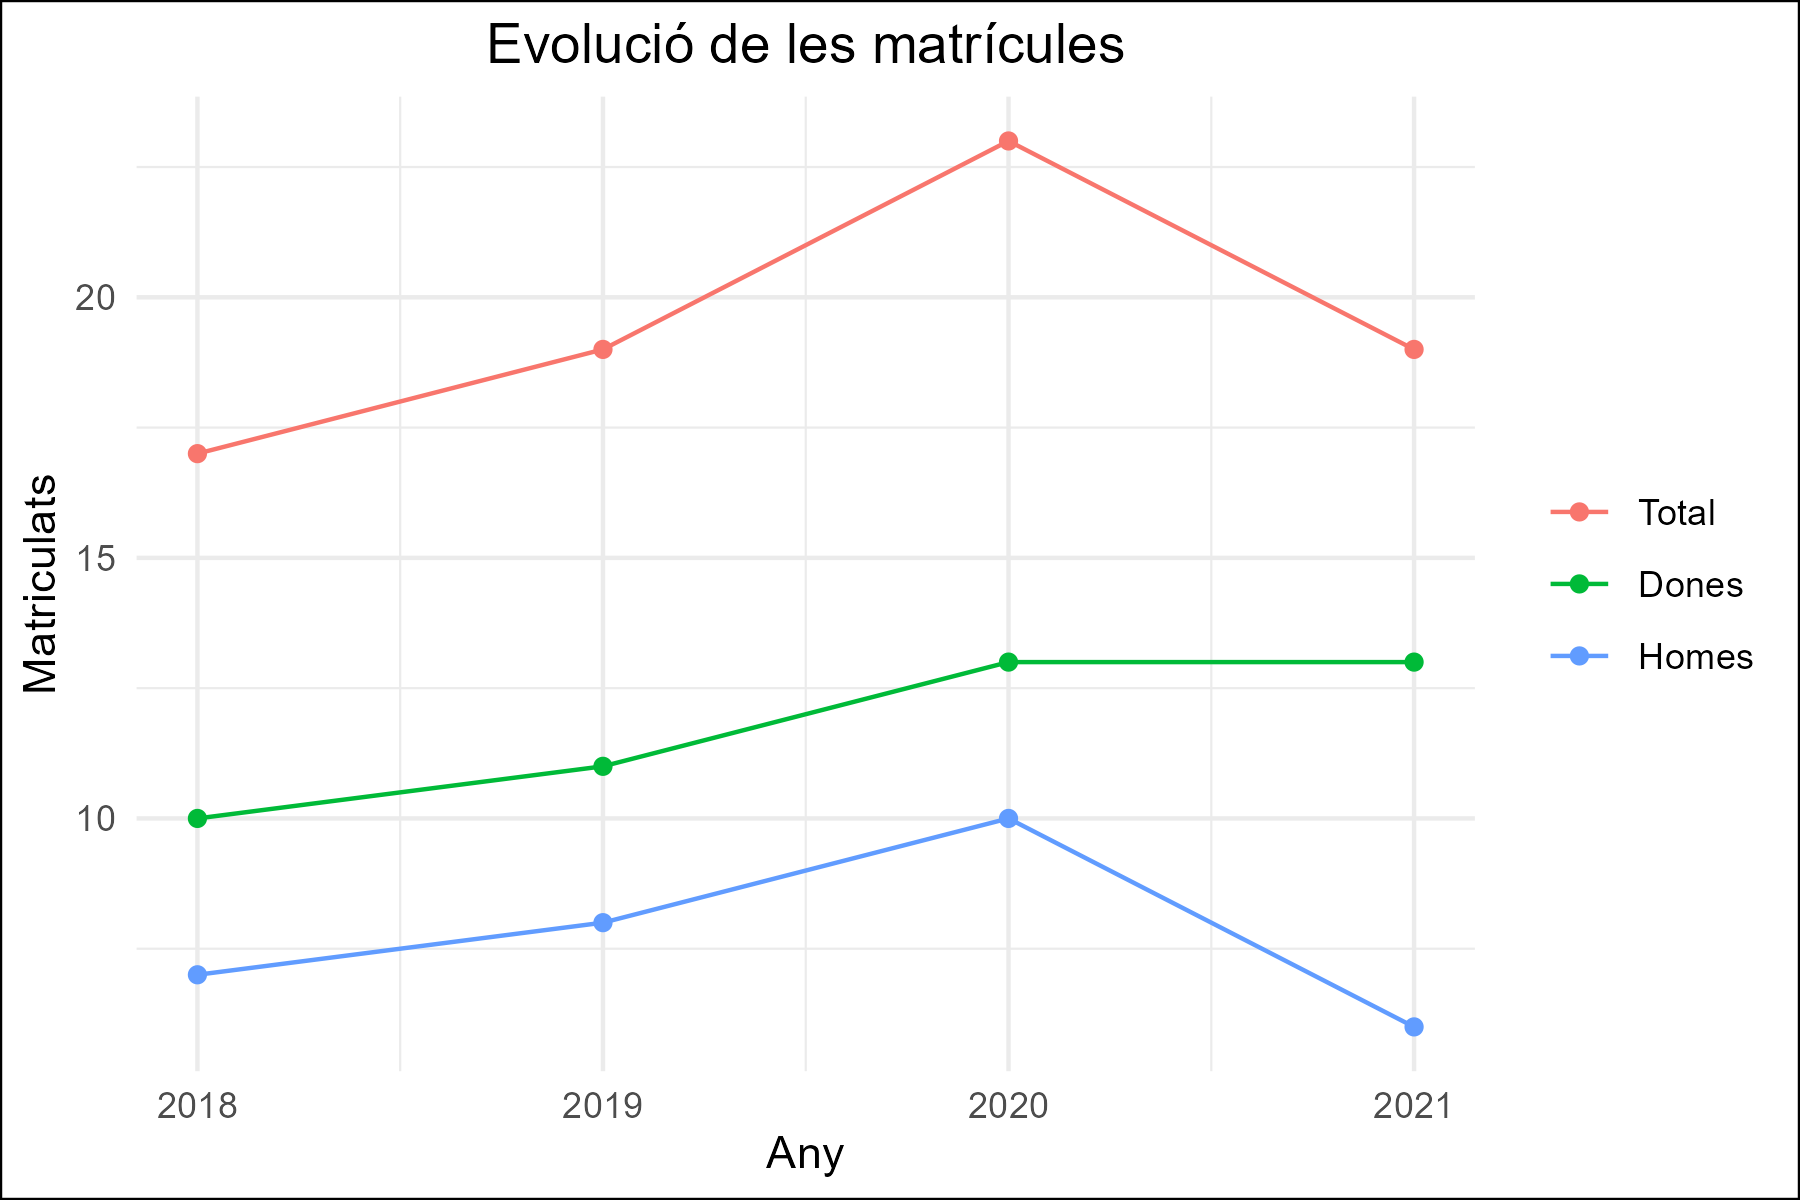 Evolució de les matrícules
Matriculats
20
15
10
2018 2019 2020 2021
Any
Total
Dones
Homes